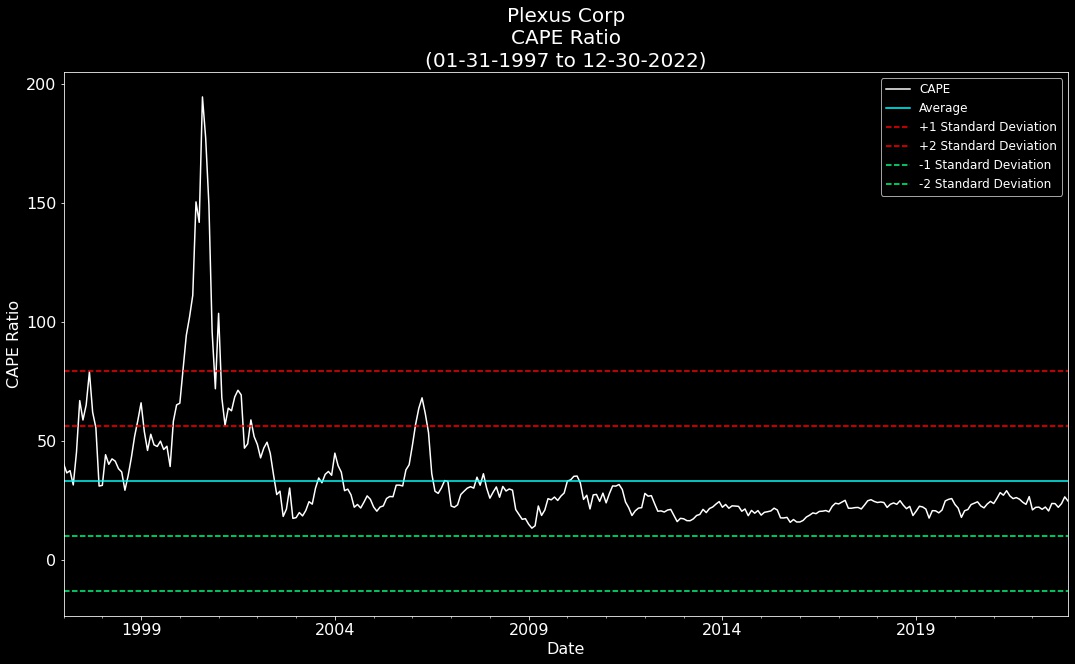 Plexus Corp
CAPE Ratio
(01-31-1997 to 12-30-2022)
CAPE
Average
+1 Standard Deviation
+2 Standard Deviation
-1 Standard Deviation
-2 Standard Deviation
CAPE Ratio
200
150
100
50
0
1999 2004 2009 2014 2019
Date